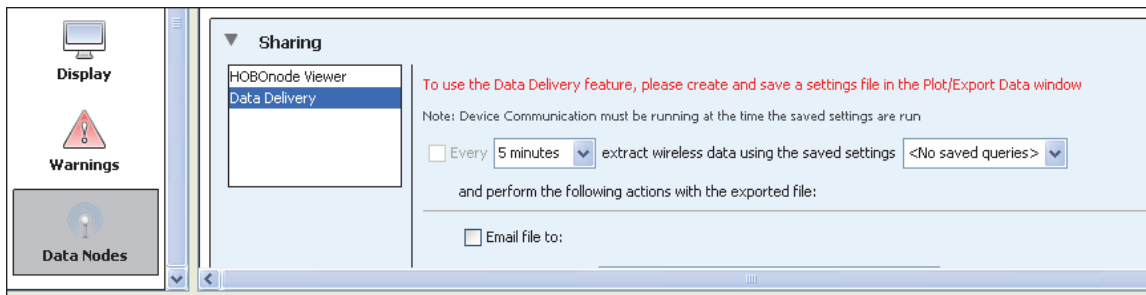 Display
Warnings
Data Nodes
Sharing
HOBOnode Viewer
Data Delivery
To use the Data Delivery feature, please create and save a settings file in the Plot/Export Data window
Note: Device Communication must be running at the time the saved settings are run
Every 5 minutes extract wireless data using the saved settings <No saved queries>
and perform the following actions with the exported file:
Email file to: